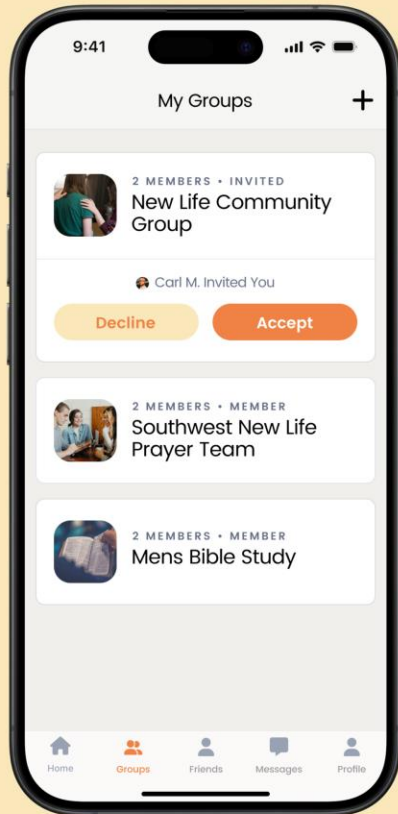 9:41
My Groups
2 MEMBERS • INVITED
New Life Community
Group
Carl M. Invited You
Decline
Accept
2 MEMBERS • MEMBER
Southwest New Life
Prayer Team
2 MEMBERS • MEMBER
Mens Bible Study
Home
Groups
Friends
Messages
Profile